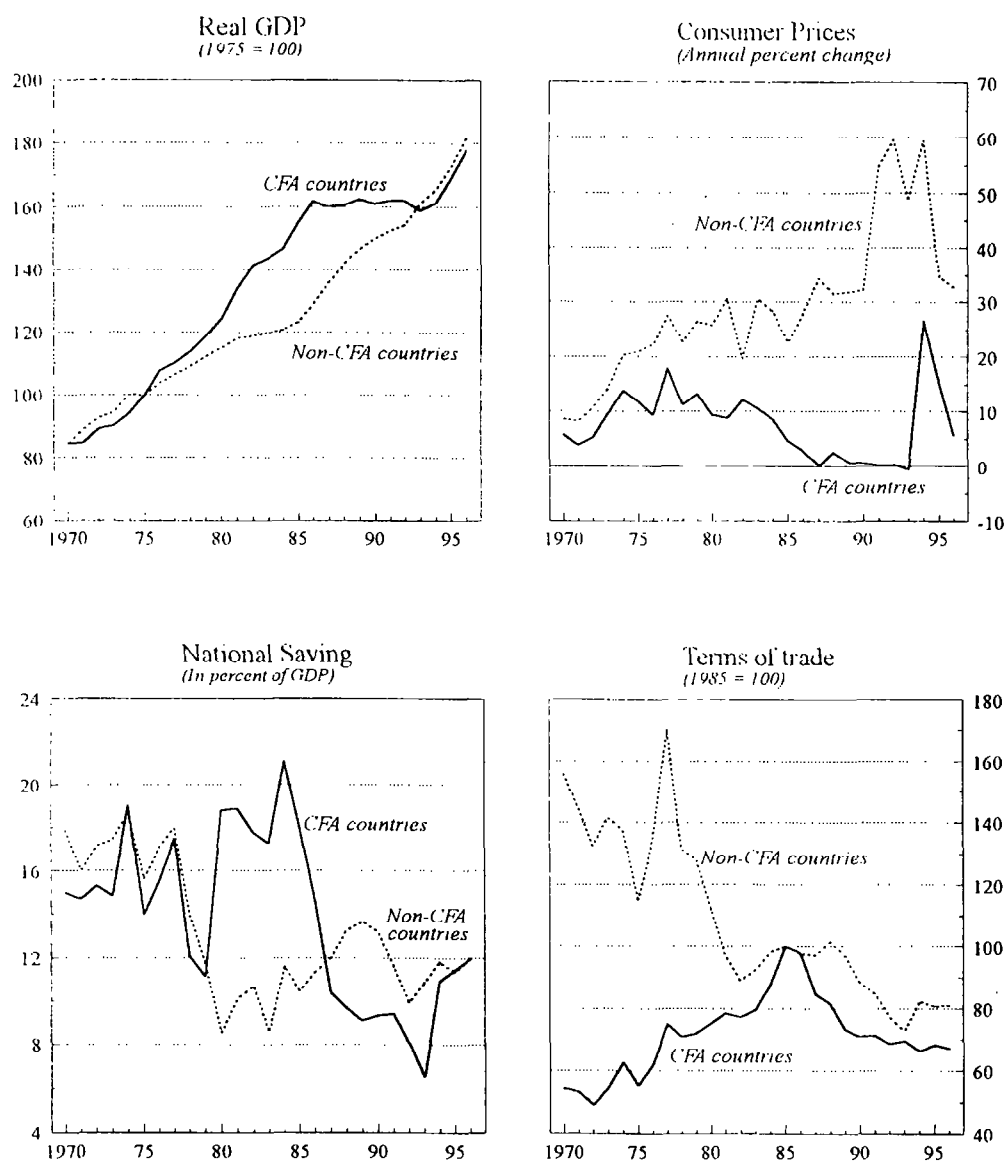 Real GDP
(1975 = 100)
200
180
160
140
120
100
80
60
CFA countries
Non-CFA countries
1970 75 80 85 90 95
Consumer Prices
(Annual percent change)
70
60
50
40
30
20
10
0
-10
Non-CFA countries
CFA countries
1970 75 80 85 90 95
National Saving
(In percent of GDP)
24
20
16
12
8
4
CFA countries
Non-CFA
countries
1970 75 80 85 90 95
Terms of trade
(1985 = 100)
180
160
140
120
100
80
60
40
Non-CFA countries
CFA countries
1970 75 80 85 90 95